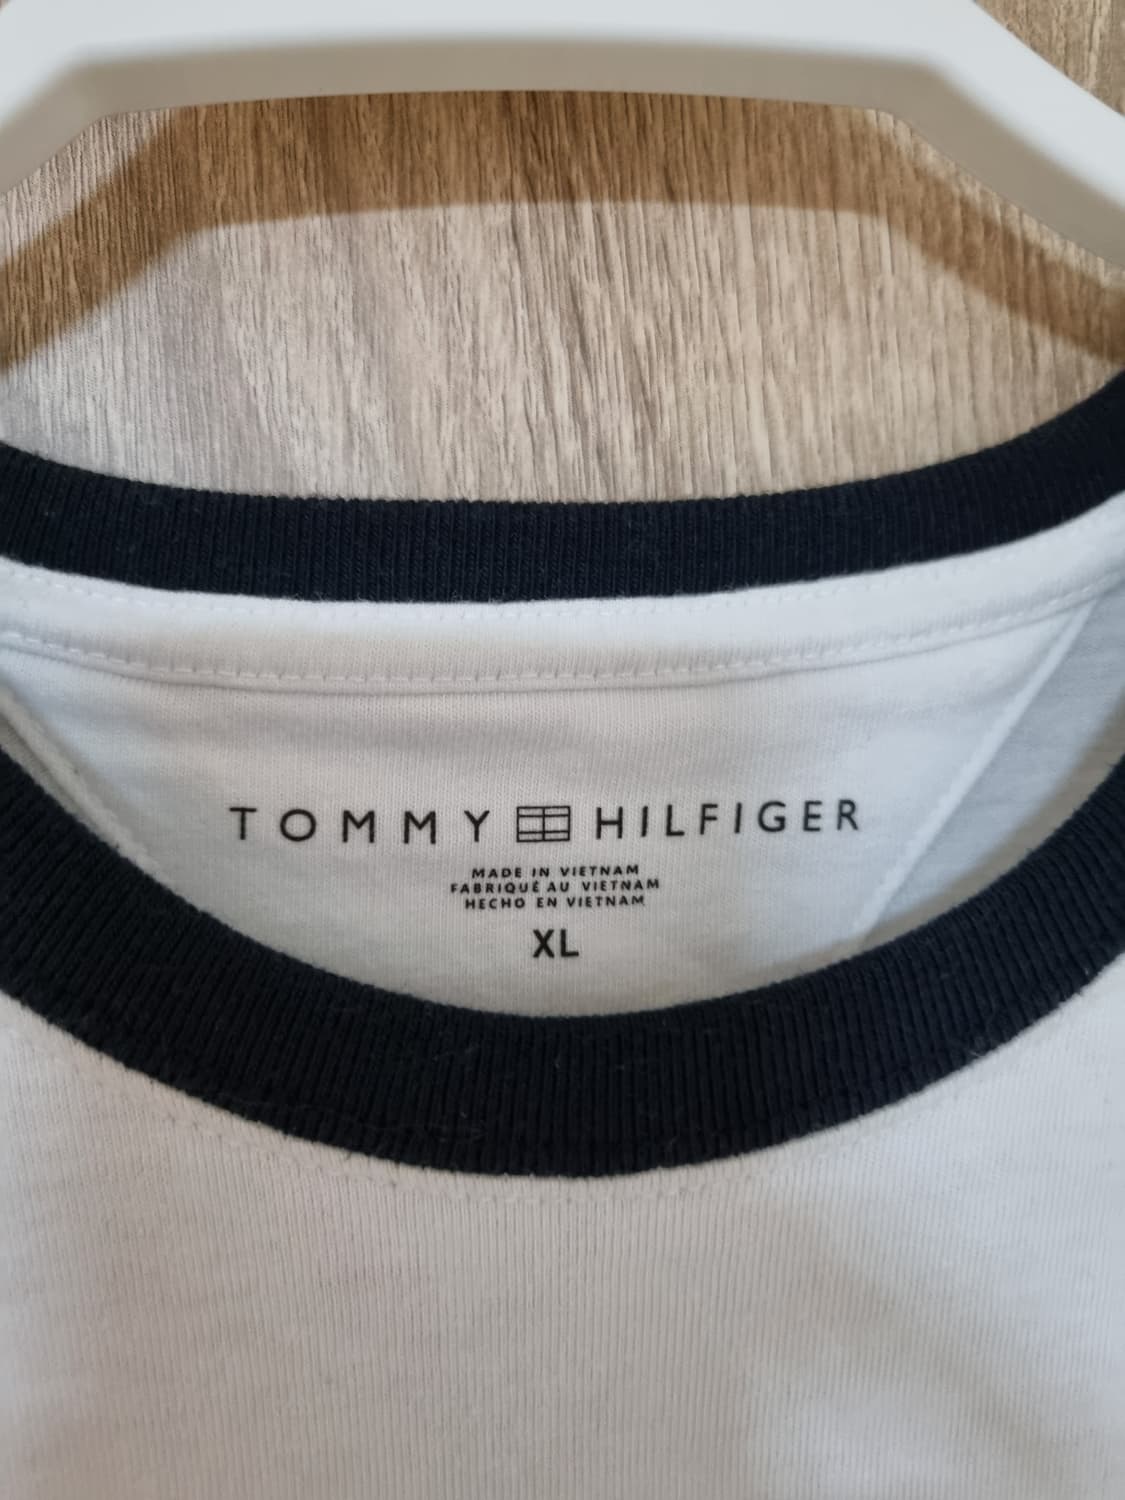 TOMMY HILFIGER
MADE IN VIETNAM
FABRIQUÉ AU VIETNAM
HECHO EN VIETNAM
XL